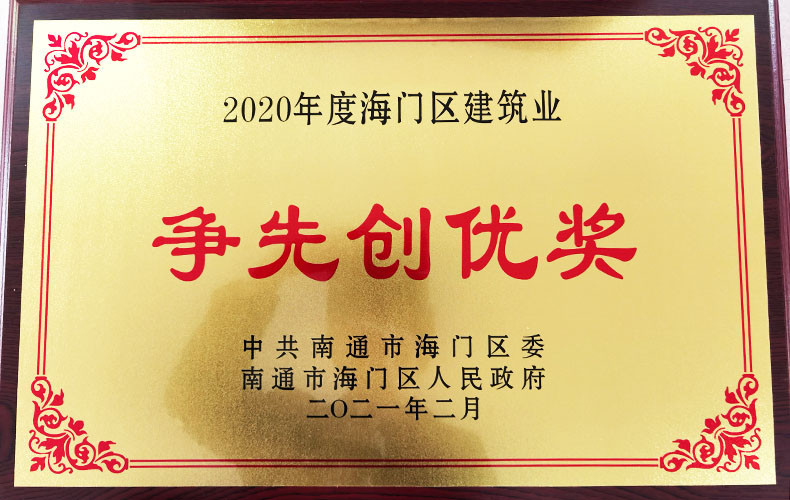 2020年度海门区建筑业
争先创优奖
中共南通市海门区委
南通市海门区人民政府
二〇二一年二月